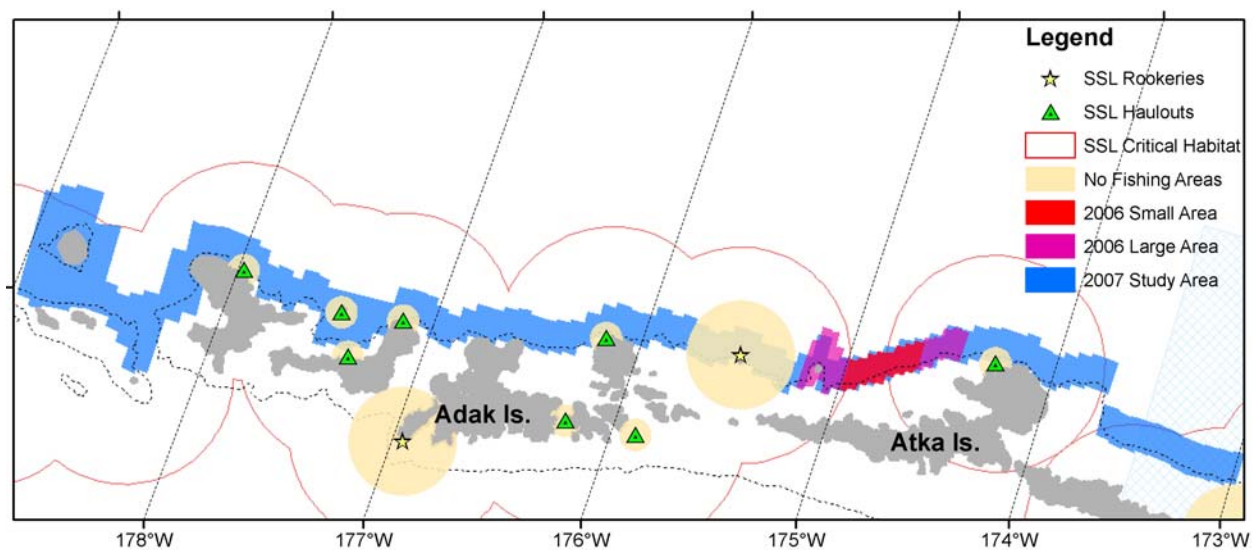 Legend
SSL Rookeries
SSL Haulouts
SSL Critical Habitat
No Fishing Areas
2006 Small Area
2006 Large Area
2007 Study Area
Adak Is.
Atka Is.
178°W 177°W 176°W 175°W 174°W 173°W